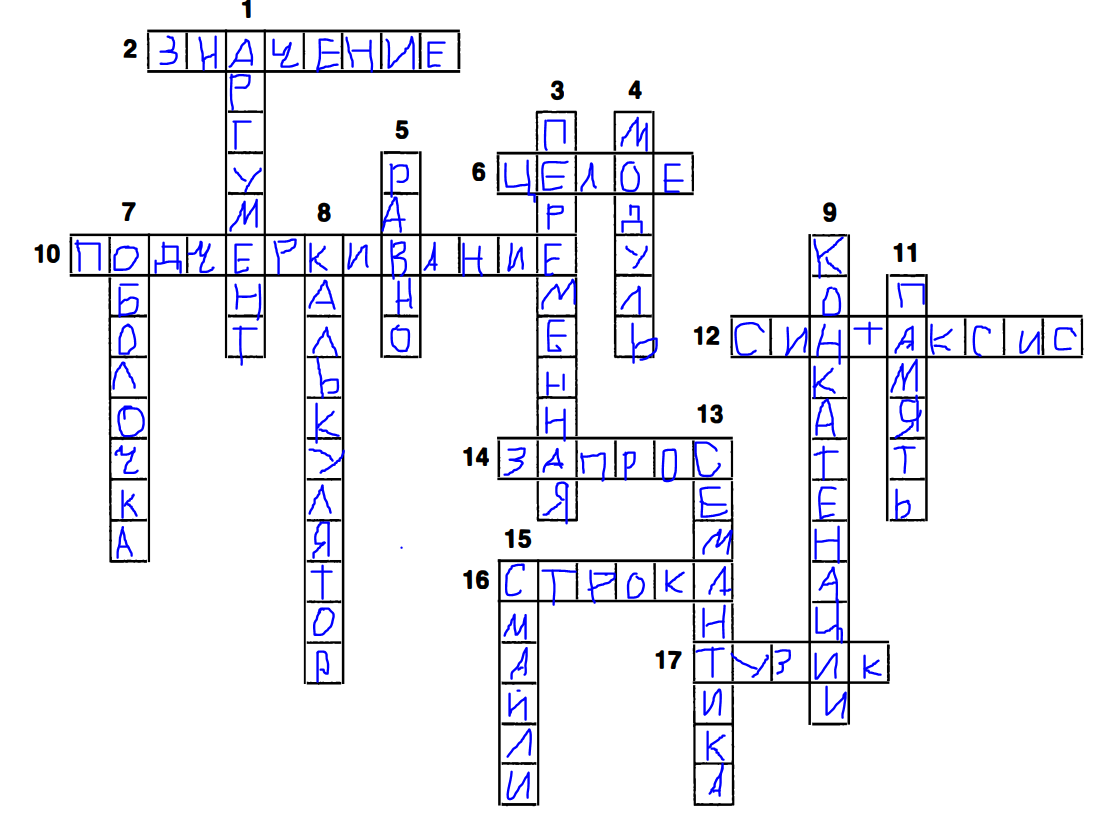 1 АРГУМЕНТ
2 ЗНАЧЕНИЕ
3 ПЕРЕМЕННАЯ
4 МОДУЛЬ
5 РАВНО
6 ЦЕЛОЕ
7 ОБОЛОЧКА
8 КАЛЬКУЛЯТОР
9 КОНКАТЕНАЦИИ
10 ПОДЧЕРКИВАНИЕ
11 ПАМЯТЬ
12 СИНТАКСИС
13 СЕМАНТИКА
14 ЗАПРОС
15 СМАЙЛИ
16 СТРОКА
17 ТУЗИК